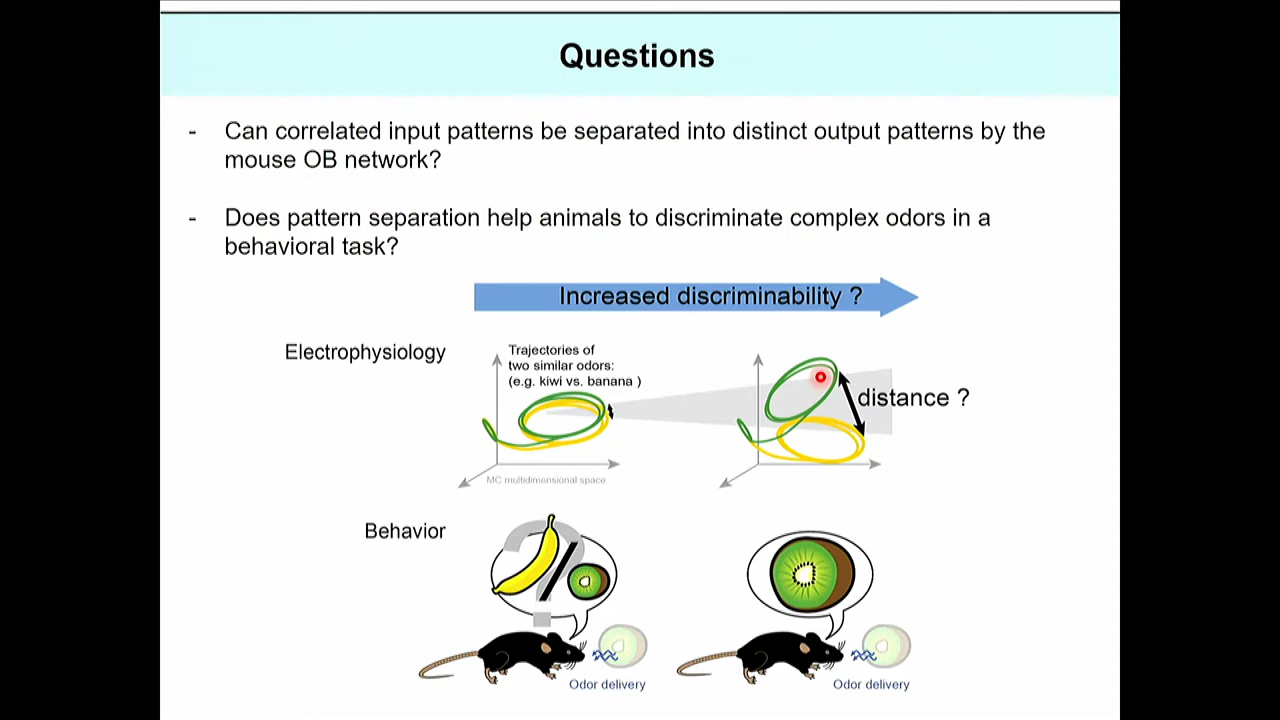 Questions
- Can correlated input patterns be separated into distinct output patterns by the
mouse OB network?
- Does pattern separation help animals to discriminate complex odors in a
behavioral task?
Increased discriminability ?
Electrophysiology
Trajectories of
two similar odors:
(e.g. kiwi vs. banana )
distance ?
MC multidimensional space
Behavior
?
/
Odor delivery
Odor delivery